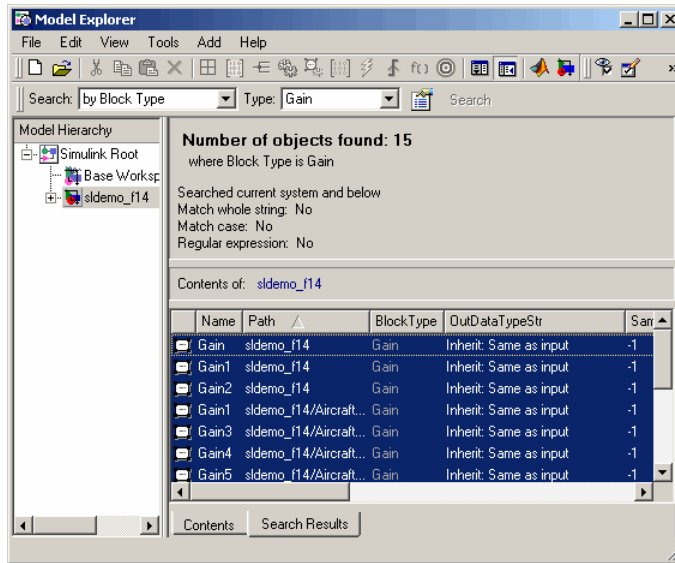 Model Explorer
File Edit View Tools Add Help
f()
»
Search: by Block Type Type: Gain Search
Model Hierarchy
Simulink Root
Base Worksp
sldemo_f14
Number of objects found: 15
where Block Type is Gain
Searched current system and below
Match whole string: No
Match case: No
Regular expression: No
Contents of: sldemo_f14
Name Path BlockType OutDataTypeStr Sam
Gain sldemo_f14 Gain Inherit: Same as input -1
Gain1 sldemo_f14 Gain Inherit: Same as input -1
Gain2 sldemo_f14 Gain Inherit: Same as input -1
Gain1 sldemo_f14/Aircraft... Gain Inherit: Same as input -1
Gain3 sldemo_f14/Aircraft... Gain Inherit: Same as input -1
Gain4 sldemo_f14/Aircraft... Gain Inherit: Same as input -1
Gain5 sldemo_f14/Aircraft... Gain Inherit: Same as input -1
Contents Search Results